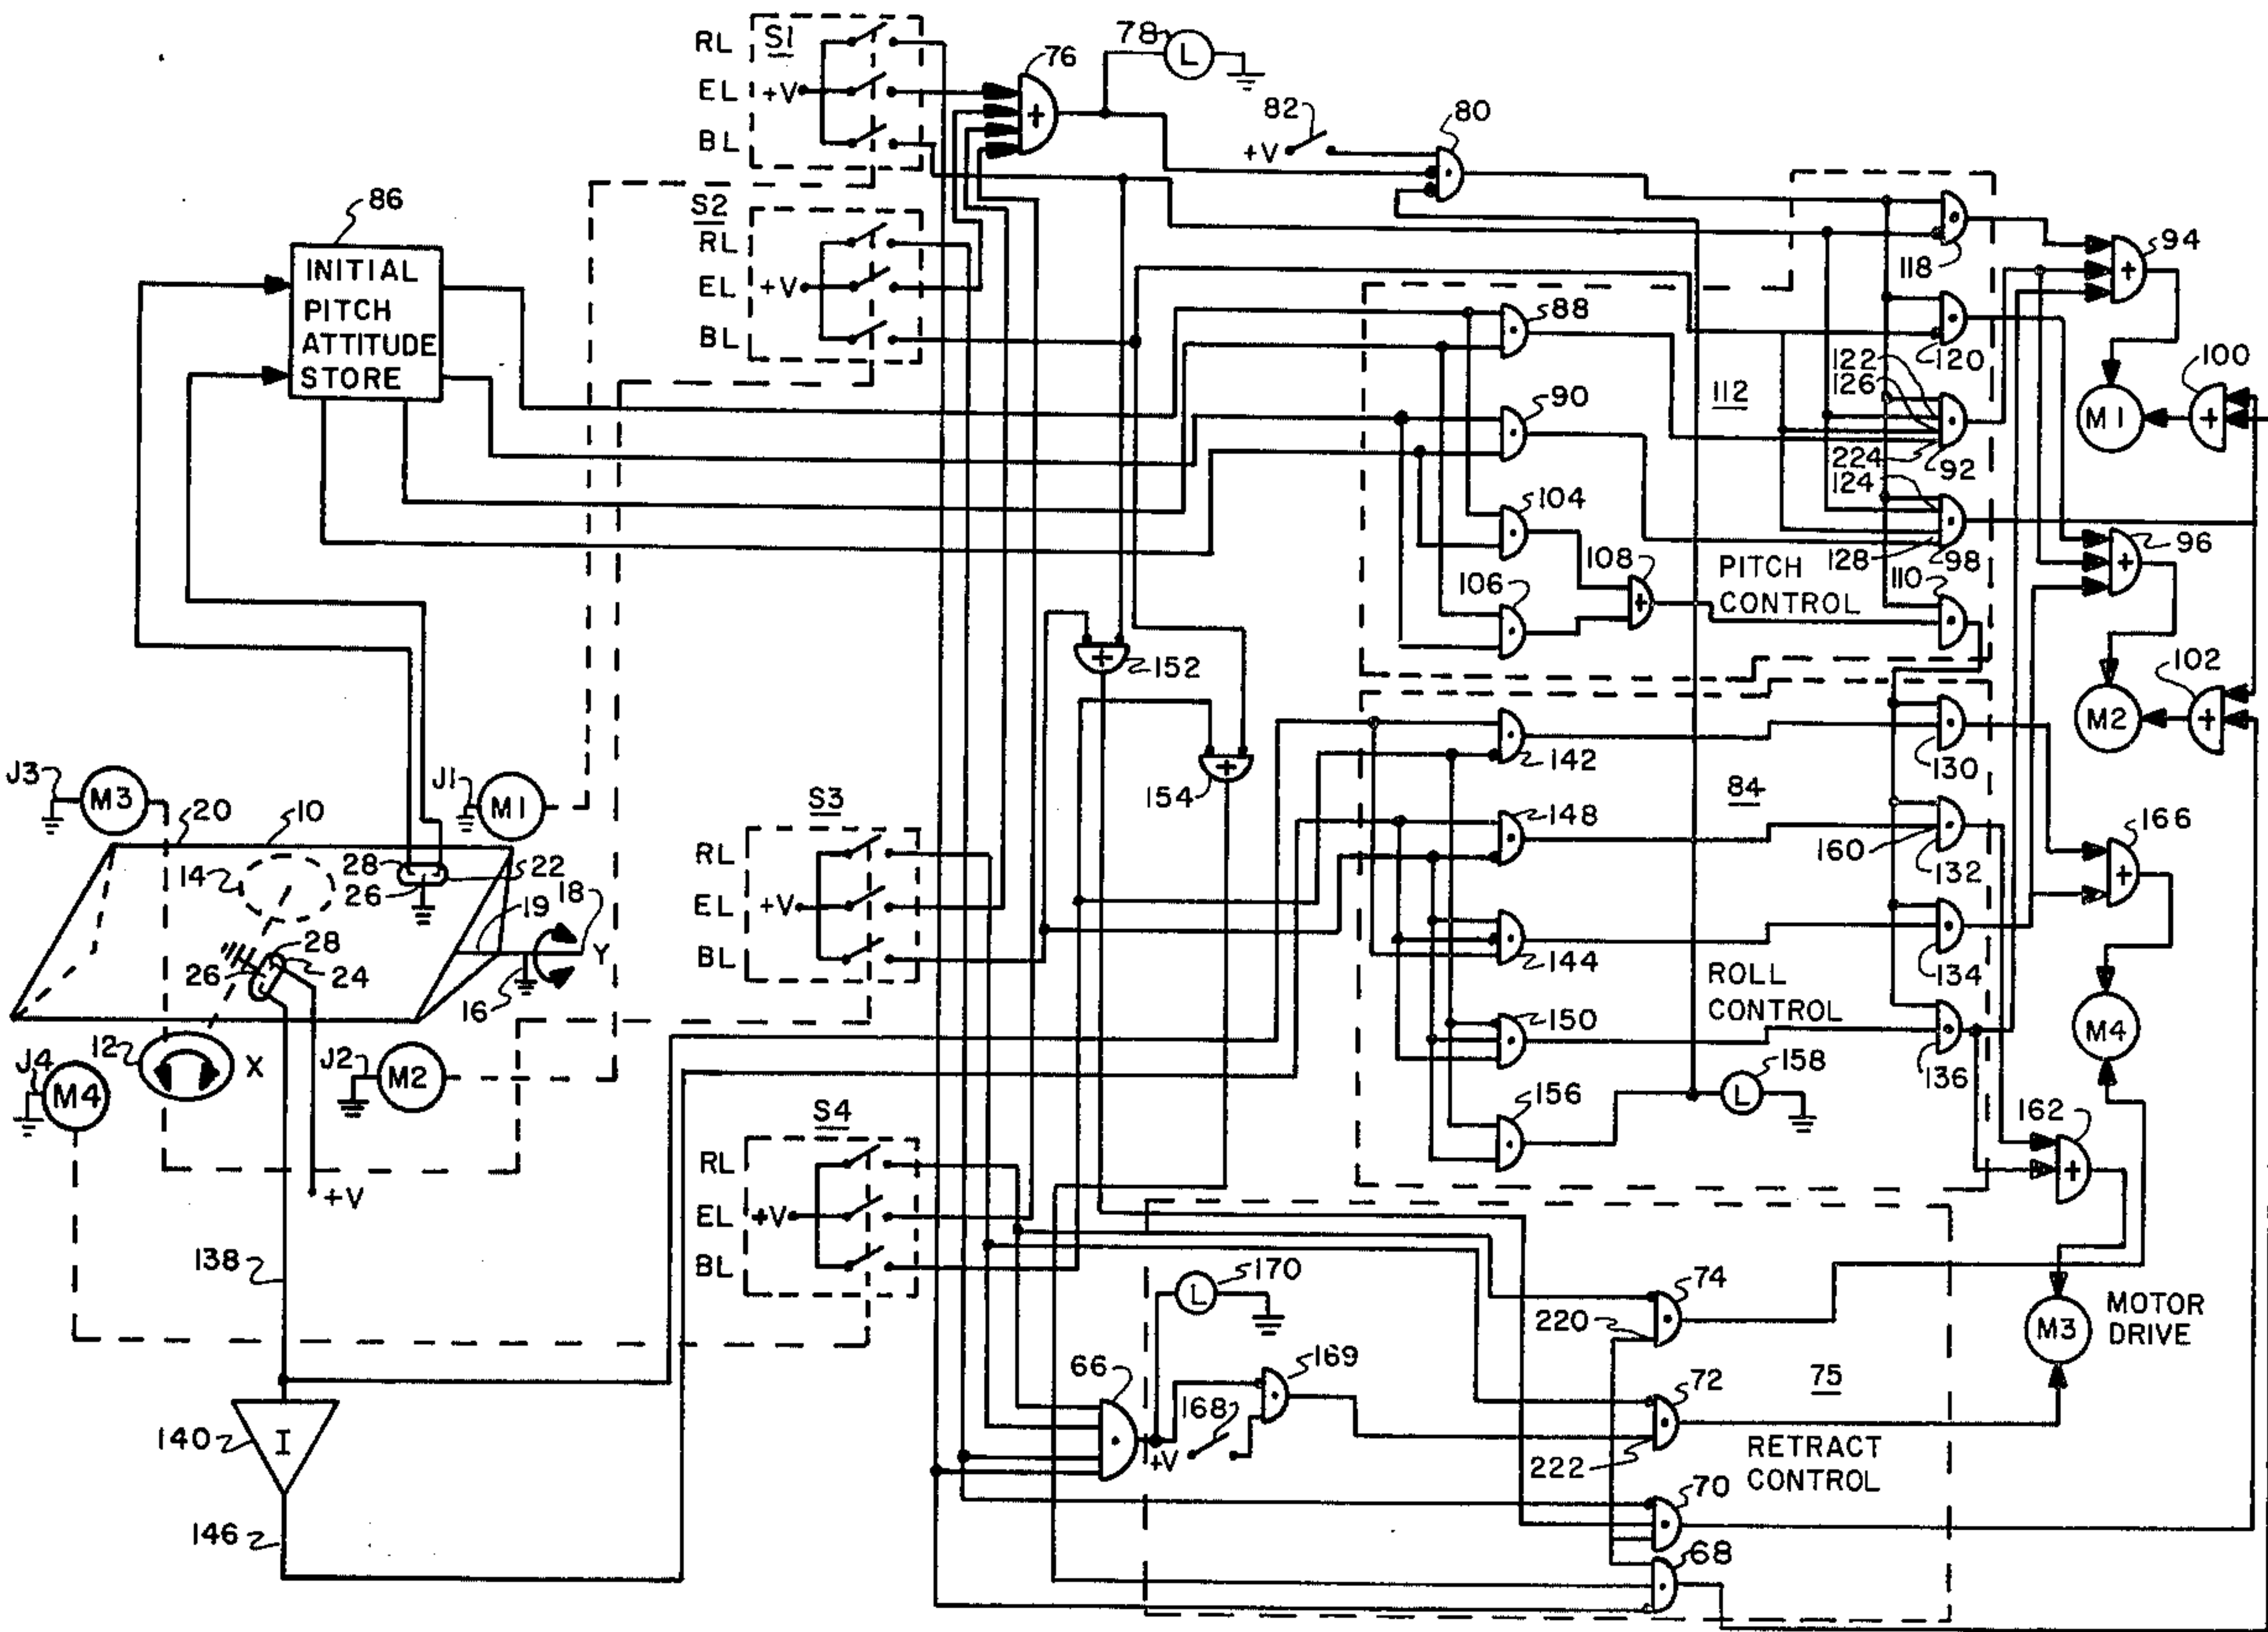 RL
S1
EL
+V
BL
76
78
L
+
82
+V
80
S2
RL
EL
+V
BL
86
INITIAL
PITCH
ATTITUDE
STORE
88
90
104
106
108
+
112
PITCH
CONTROL
118
120
122
126
224
92
124
128
98
110
94
+
100
+
M1
96
+
102
+
M2
152
+
154
+
142
148
144
150
156
84
ROLL
CONTROL
158
L
130
160
132
134
136
166
+
M4
162
+
M3
MOTOR
DRIVE
J3
M3
20
10
J1
M1
14
28
26
22
19
18
Y
16
28
26
24
12
X
J4
M4
J2
M2
+V
138
140
I
146
S3
RL
EL
+V
BL
S4
RL
EL
+V
BL
170
L
66
169
168
+V
74
220
72
222
75
RETRACT
CONTROL
70
68